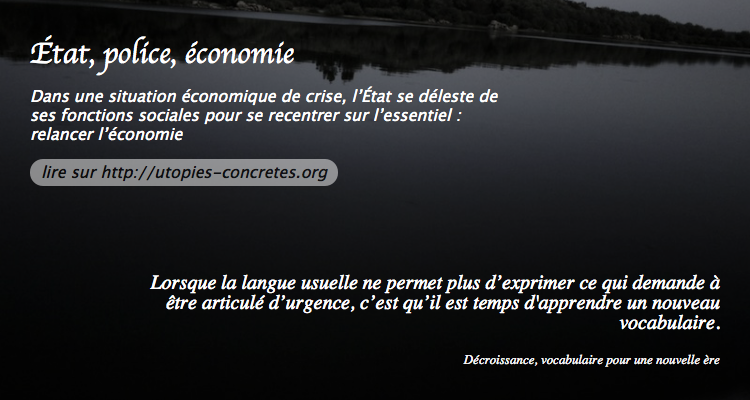 État, police, économie
Dans une situation économique de crise, l’État se déleste de
ses fonctions sociales pour se recentrer sur l’essentiel :
relancer l’économie
lire sur http://utopies-concretes.org
Lorsque la langue usuelle ne permet plus d’exprimer ce qui demande à
être articulé d’urgence, c’est qu’il est temps d'apprendre un nouveau
vocabulaire.
Décroissance, vocabulaire pour une nouvelle ère